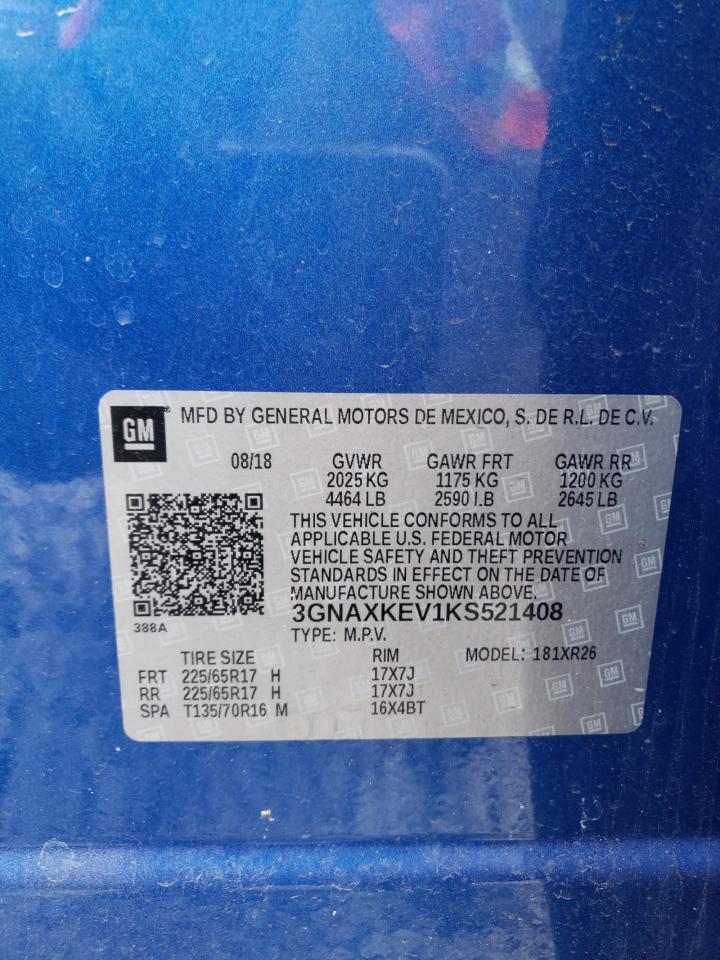 GM ® MFD BY GENERAL MOTORS DE MEXICO, S. DE R.L. DE C.V.
08/18 GVWR GAWR FRT GAWR RR
2025 KG 1175 KG 1200 KG
4464 LB 2590 LB 2645 LB
THIS VEHICLE CONFORMS TO ALL
APPLICABLE U.S. FEDERAL MOTOR
VEHICLE SAFETY AND THEFT PREVENTION
STANDARDS IN EFFECT ON THE DATE OF
MANUFACTURE SHOWN ABOVE.
3GNAXKEV1KS521408
388A
TYPE: M.P.V.
TIRE SIZE RIM MODEL: 181XR26
FRT 225/65R17 H 17X7J
RR 225/65R17 H 17X7J
SPA T135/70R16 M 16X4BT